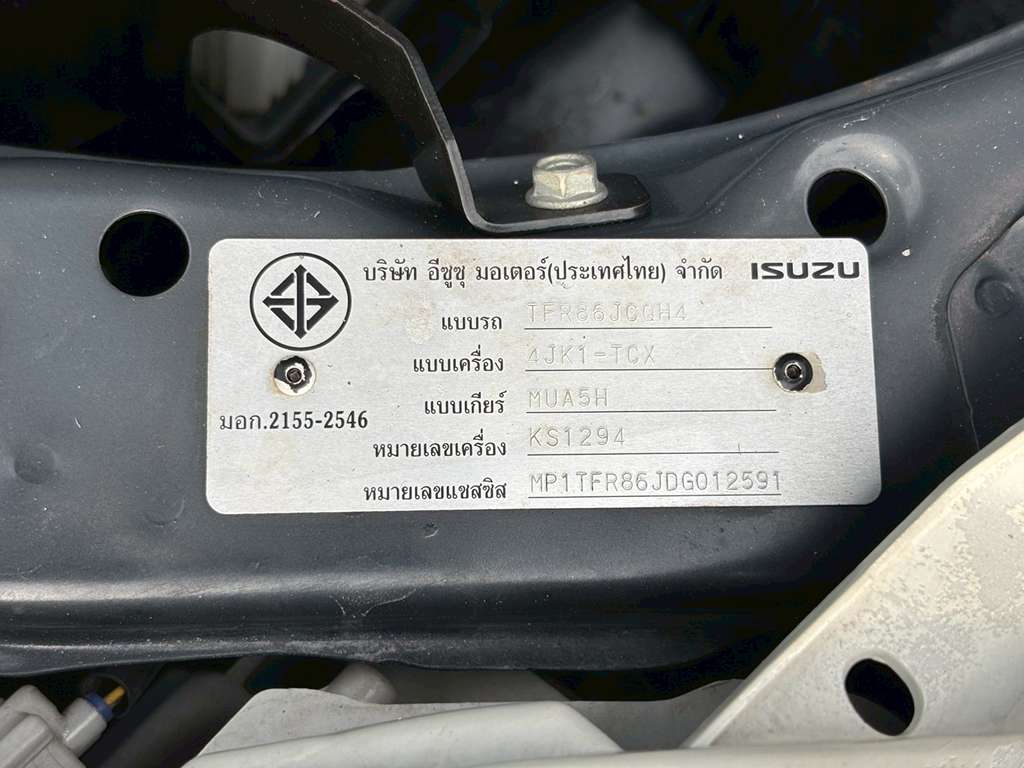 บริษัท อีซูซุ มอเตอร์(ประเทศไทย) จำกัด ISUZU
แบบรถ TFR86JCQH4
แบบเครื่อง 4JK1-TCX
แบบเกียร์ MUA5H
มอก.2155-2546
หมายเลขเครื่อง KS1294
หมายเลขแชสซิส MP1TFR86JDG012591